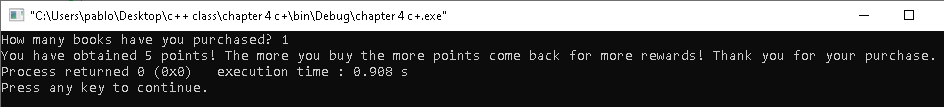 "C:\Users\pablo\Desktop\c++ class\chapter 4 c+\bin\Debug\chapter 4 c+.exe"
How many books have you purchased? 1
You have obtained 5 points! The more you buy the more points come back for more rewards! Thank you for your purchase.
Process returned 0 (0x0)   execution time : 0.908 s
Press any key to continue.